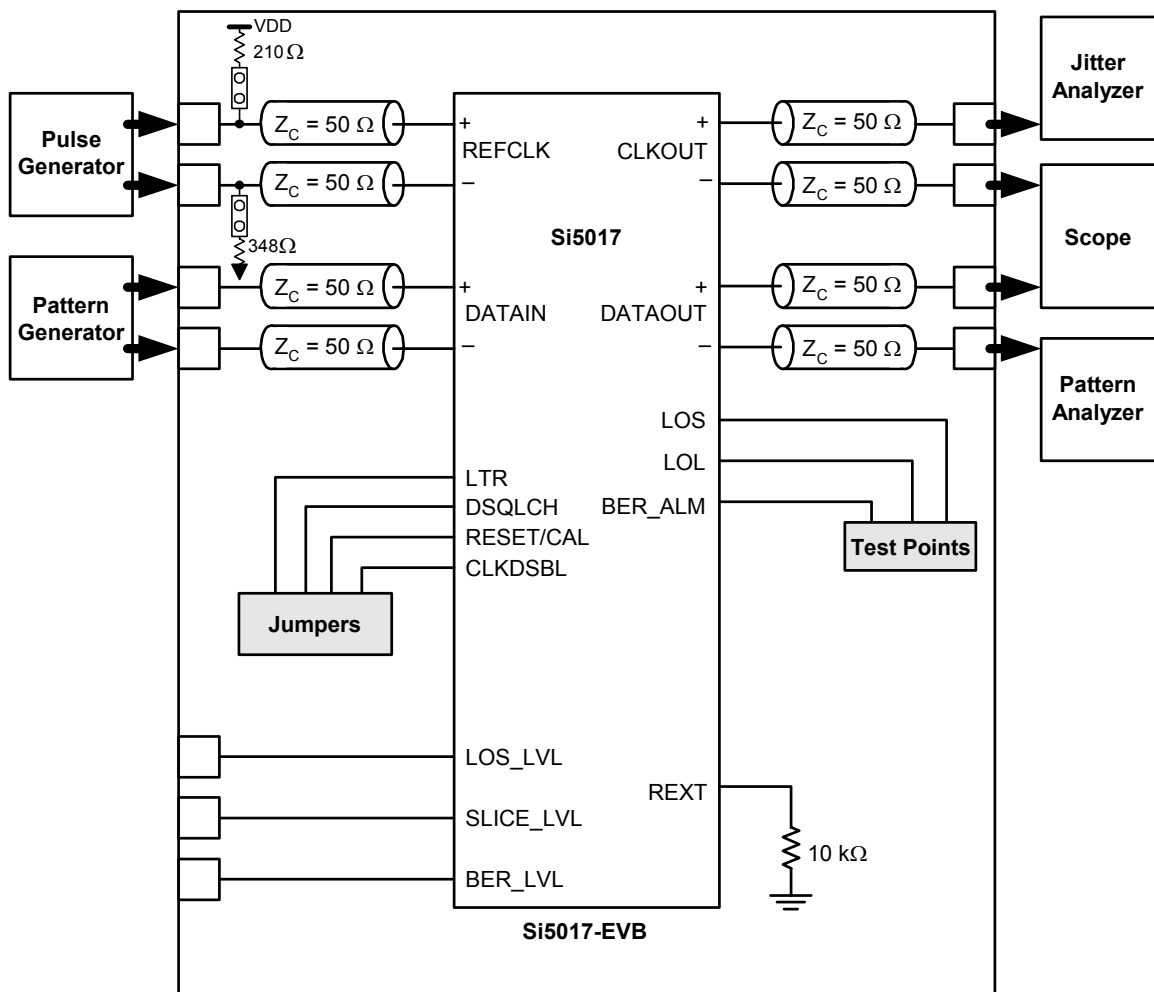 VDD
210 Ω
Pulse
Generator
Z_C = 50 Ω
+
REFCLK
Z_C = 50 Ω
–
348Ω
Pattern
Generator
Z_C = 50 Ω
+
DATAIN
Z_C = 50 Ω
–
Si5017
+
CLKOUT
Z_C = 50 Ω
–
Z_C = 50 Ω
+
DATAOUT
Z_C = 50 Ω
–
Z_C = 50 Ω
Jitter
Analyzer
Scope
Pattern
Analyzer
LTR
DSQLCH
RESET/CAL
CLKDSBL
Jumpers
LOS
LOL
BER_ALM
Test Points
LOS_LVL
SLICE_LVL
BER_LVL
REXT
10 kΩ
Si5017-EVB